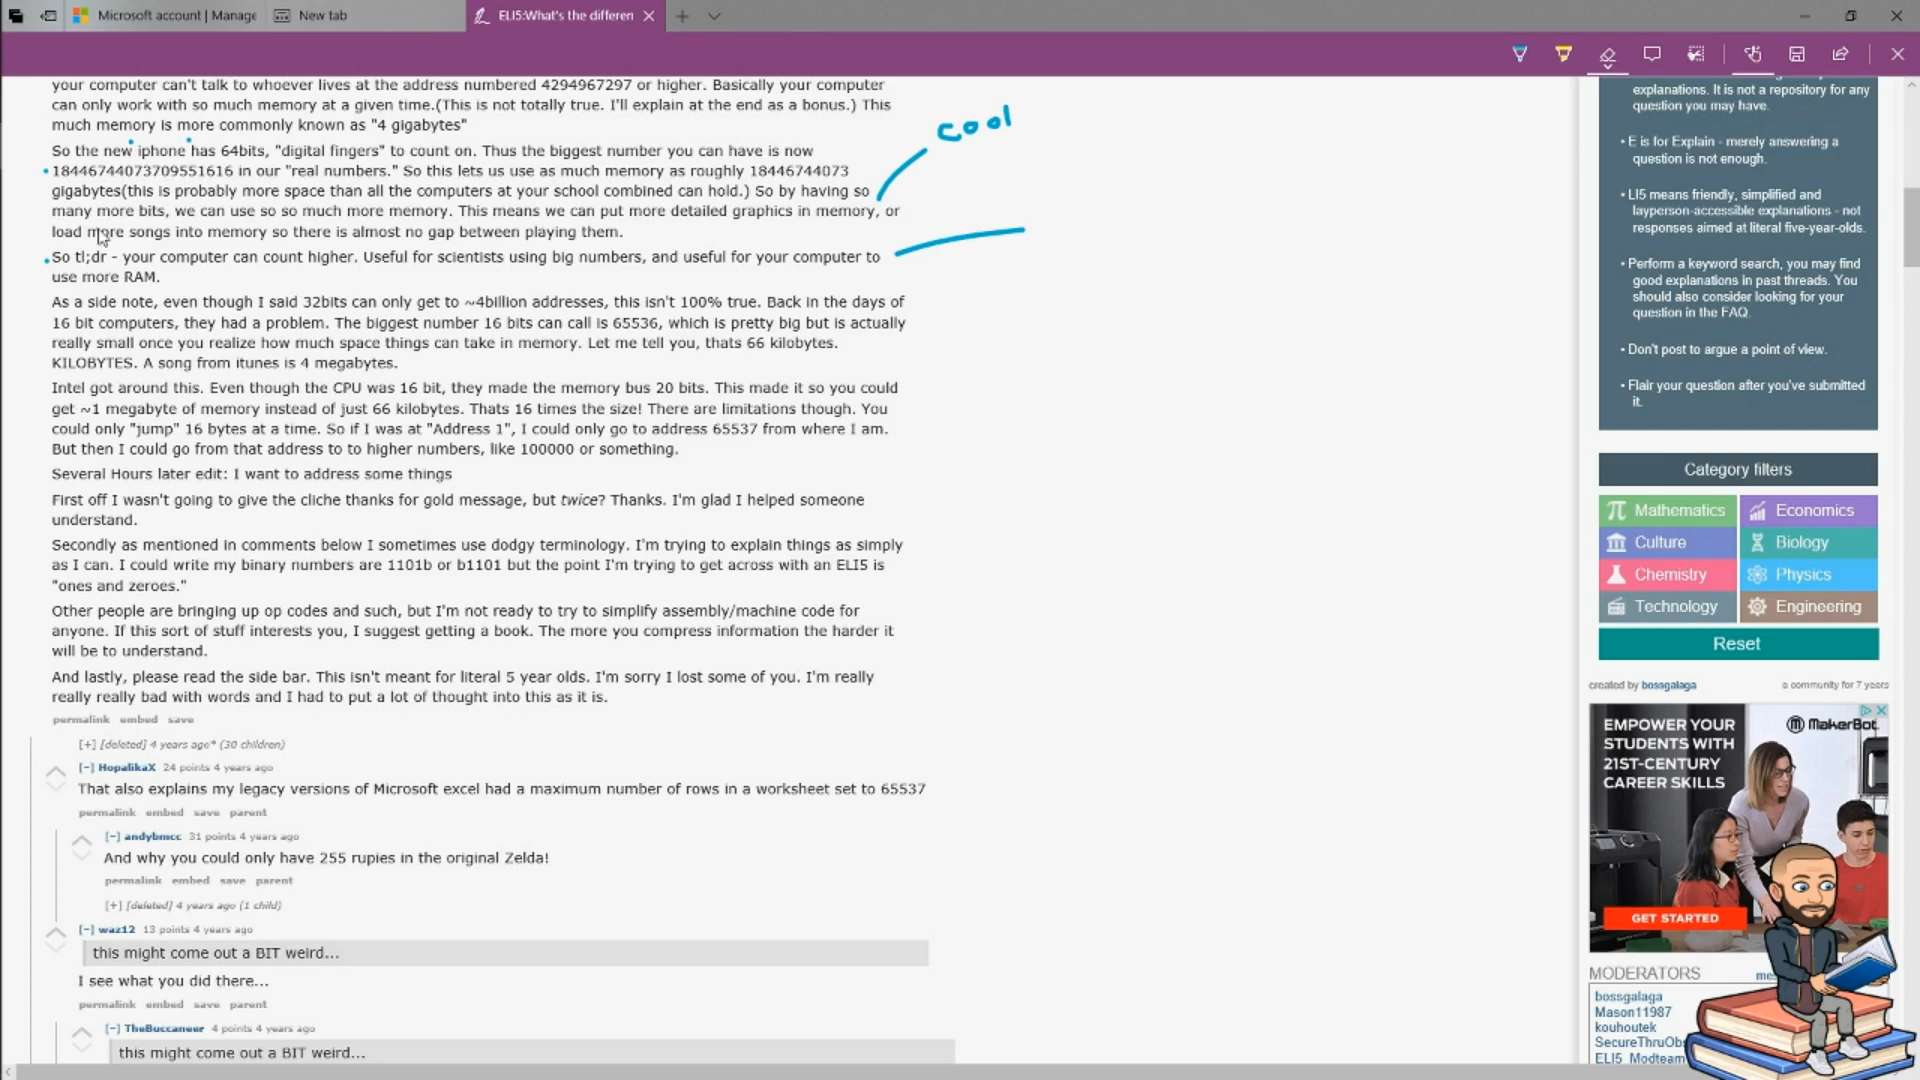 Microsoft account | Manage
New tab
ELI5:What's the differen
your computer can't talk to whoever lives at the address numbered 4294967297 or higher. Basically your computer
can only work with so much memory at a given time.(This is not totally true. I'll explain at the end as a bonus.) This
much memory is more commonly known as "4 gigabytes"
cool
So the new iphone has 64bits, "digital fingers" to count on. Thus the biggest number you can have is now
18446744073709551616 in our "real numbers." So this lets us use as much memory as roughly 18446744073
gigabytes(this is probably more space than all the computers at your school combined can hold.) So by having so
many more bits, we can use so so much more memory. This means we can put more detailed graphics in memory, or
load more songs into memory so there is almost no gap between playing them.
So tl;dr - your computer can count higher. Useful for scientists using big numbers, and useful for your computer to
use more RAM.
As a side note, even though I said 32bits can only get to ~4billion addresses, this isn't 100% true. Back in the days of
16 bit computers, they had a problem. The biggest number 16 bits can call is 65536, which is pretty big but is actually
really small once you realize how much space things can take in memory. Let me tell you, thats 66 kilobytes.
KILOBYTES. A song from itunes is 4 megabytes.
Intel got around this. Even though the CPU was 16 bit, they made the memory bus 20 bits. This made it so you could
get ~1 megabyte of memory instead of just 66 kilobytes. Thats 16 times the size! There are limitations though. You
could only "jump" 16 bytes at a time. So if I was at "Address 1", I could only go to address 65537 from where I am.
But then I could go from that address to to higher numbers, like 100000 or something.
Several Hours later edit: I want to address some things
First off I wasn't going to give the cliche thanks for gold message, but twice? Thanks. I'm glad I helped someone
understand.
Secondly as mentioned in comments below I sometimes use dodgy terminology. I'm trying to explain things as simply
as I can. I could write my binary numbers are 1101b or b1101 but the point I'm trying to get across with an ELI5 is
"ones and zeroes."
Other people are bringing up op codes and such, but I'm not ready to try to simplify assembly/machine code for
anyone. If this sort of stuff interests you, I suggest getting a book. The more you compress information the harder it
will be to understand.
And lastly, please read the side bar. This isn't meant for literal 5 year olds. I'm sorry I lost some of you. I'm really
really really bad with words and I had to put a lot of thought into this as it is.
permalink embed save
[+] [deleted] 4 years ago* (30 children)
[-] HopalikaX 24 points 4 years ago
That also explains my legacy versions of Microsoft excel had a maximum number of rows in a worksheet set to 65537
permalink embed save parent
[-] andybmcc 31 points 4 years ago
And why you could only have 255 rupies in the original Zelda!
permalink embed save parent
[+] [deleted] 4 years ago (1 child)
[-] waz12 13 points 4 years ago
this might come out a BIT weird...
I see what you did there...
permalink embed save parent
[-] TheBuccaneer 4 points 4 years ago
this might come out a BIT weird...
explanations. It is not a repository for any
question you may have.
• E is for Explain - merely answering a
question is not enough.
• LI5 means friendly, simplified and
layperson-accessible explanations - not
responses aimed at literal five-year-olds.
• Perform a keyword search, you may find
good explanations in past threads. You
should also consider looking for your
question in the FAQ.
• Don't post to argue a point of view.
• Flair your question after you've submitted
it.
Category filters
Mathematics Economics
Culture Biology
Chemistry Physics
Technology Engineering
Reset
created by bossgalaga a community for 7 years
EMPOWER YOUR
STUDENTS WITH
21ST-CENTURY
CAREER SKILLS
MakerBot
GET STARTED
MODERATORS
bossgalaga
Mason11987
kouhoutek
SecureThruObs
ELI5_Modteam